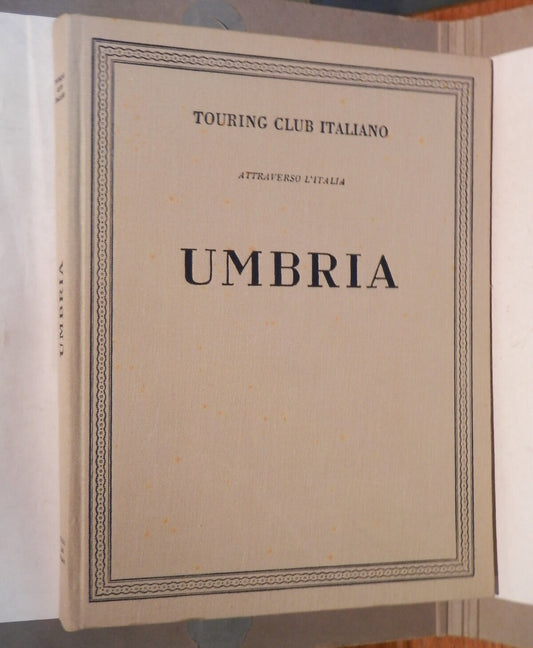 TOURING CLUB ITALIANO
ATTRAVERSO L'ITALIA
UMBRIA
UMBRIA